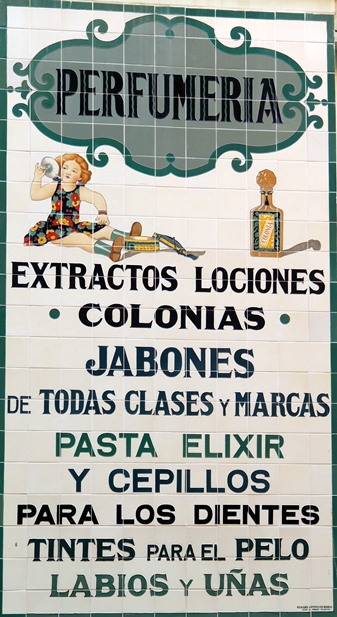 PERFUMERIA
COLONIA
EXTRACTOS LOCIONES
COLONIAS
JABONES
DE TODAS CLASES Y MARCAS
PASTA ELIXIR
Y CEPILLOS
PARA LOS DIENTES
TINTES PARA EL PELO
LABIOS Y UÑAS